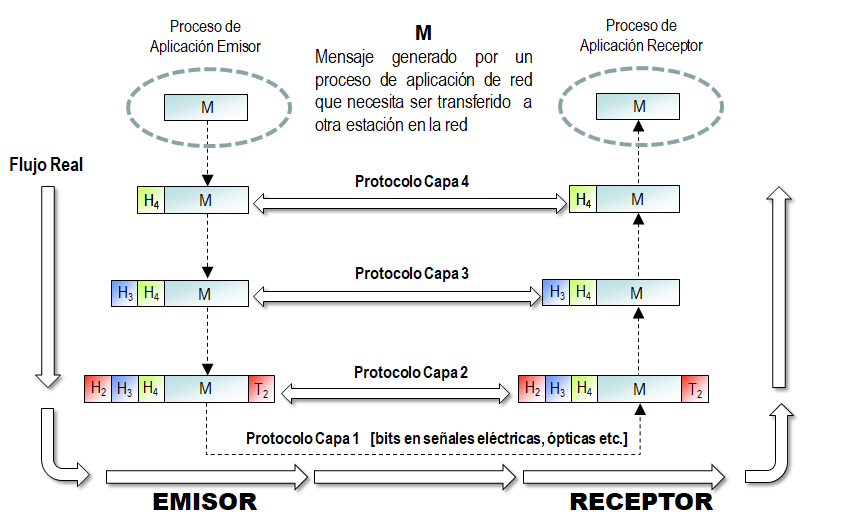 Proceso de
Aplicación Emisor
M
Mensaje generado por un
proceso de aplicación de red
que necesita ser transferido a
otra estación en la red
Proceso de
Aplicación Receptor
M
M
Flujo Real
H4 M
Protocolo Capa 4
H4 M
H3 H4 M
Protocolo Capa 3
H3 H4 M
H2 H3 H4 M T2
Protocolo Capa 2
H2 H3 H4 M T2
Protocolo Capa 1 [bits en señales eléctricas, ópticas etc.]
EMISOR
RECEPTOR